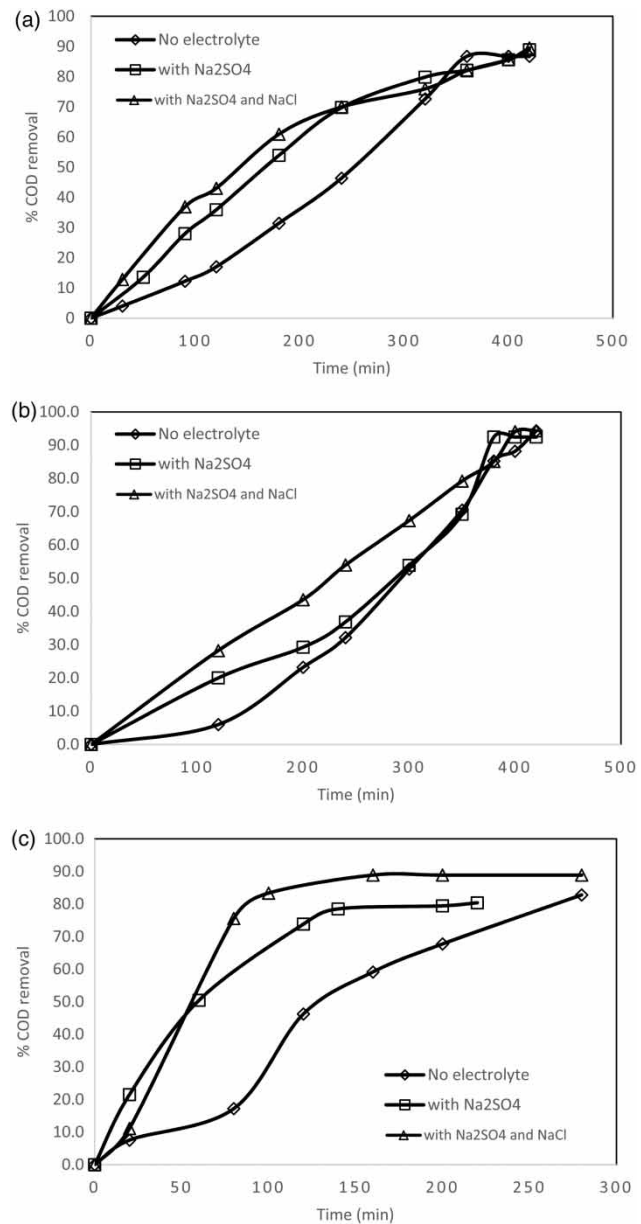 (a)
100
90
80
70
60
50
40
30
20
10
0
% COD removal
No electrolyte
with Na2SO4
with Na2SO4 and NaCl
0 100 200 300 400 500
Time (min)
(b)
100.0
90.0
80.0
70.0
60.0
50.0
40.0
30.0
20.0
10.0
0.0
% COD removal
No electrolyte
with Na2SO4
with Na2SO4 and NaCl
0 100 200 300 400 500
Time (min)
(c)
100.0
90.0
80.0
70.0
60.0
50.0
40.0
30.0
20.0
10.0
0.0
% COD removal
No electrolyte
with Na2SO4
with Na2SO4 and NaCl
0 50 100 150 200 250 300
Time (min)